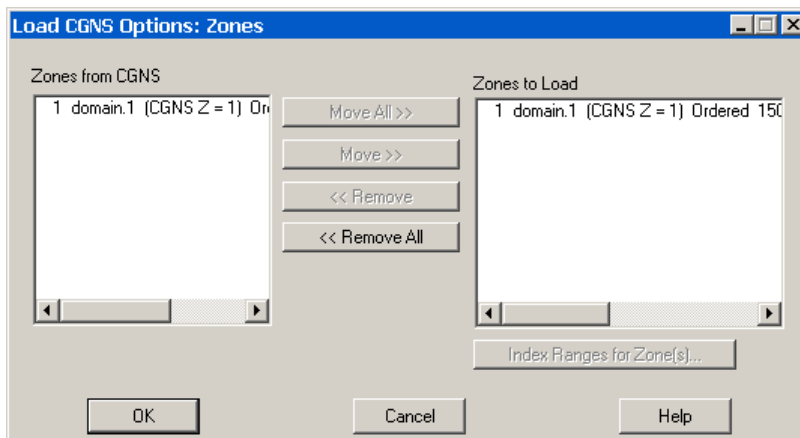 Load CGNS Options: Zones
Zones from CGNS
1 domain.1 (CGNS Z = 1)
Move All >>
Move >>
<< Remove
<< Remove All
Zones to Load
1 domain.1 (CGNS Z = 1) Ordered 150
Index Ranges for Zone(s)...
OK
Cancel
Help